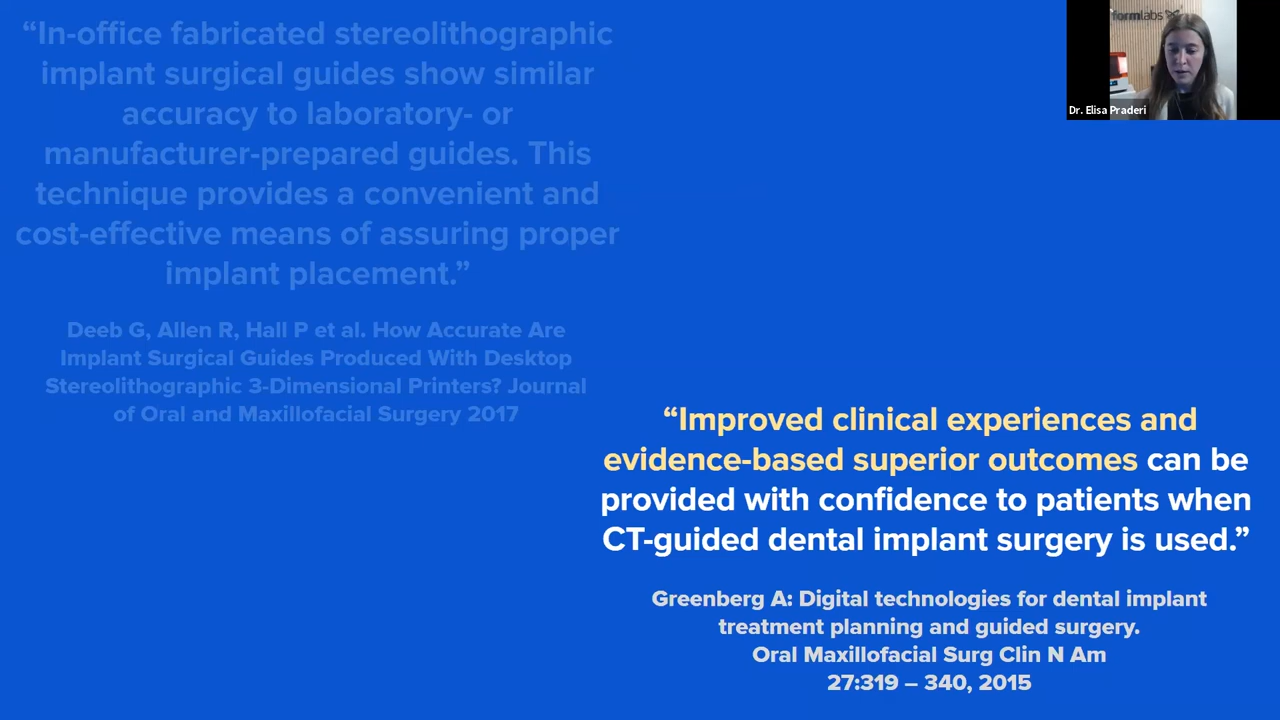 “In-office fabricated stereolithographic
implant surgical guides show similar
accuracy to laboratory- or
manufacturer-prepared guides. This
technique provides a convenient and
cost-effective means of assuring proper
implant placement.”
Deeb G, Allen R, Hall P et al. How Accurate Are
Implant Surgical Guides Produced With Desktop
Stereolithographic 3-Dimensional Printers? Journal
of Oral and Maxillofacial Surgery 2017
formlabs
Dr. Elisa Praderi
“Improved clinical experiences and
evidence-based superior outcomes can be
provided with confidence to patients when
CT-guided dental implant surgery is used.”
Greenberg A: Digital technologies for dental implant
treatment planning and guided surgery.
Oral Maxillofacial Surg Clin N Am
27:319 – 340, 2015